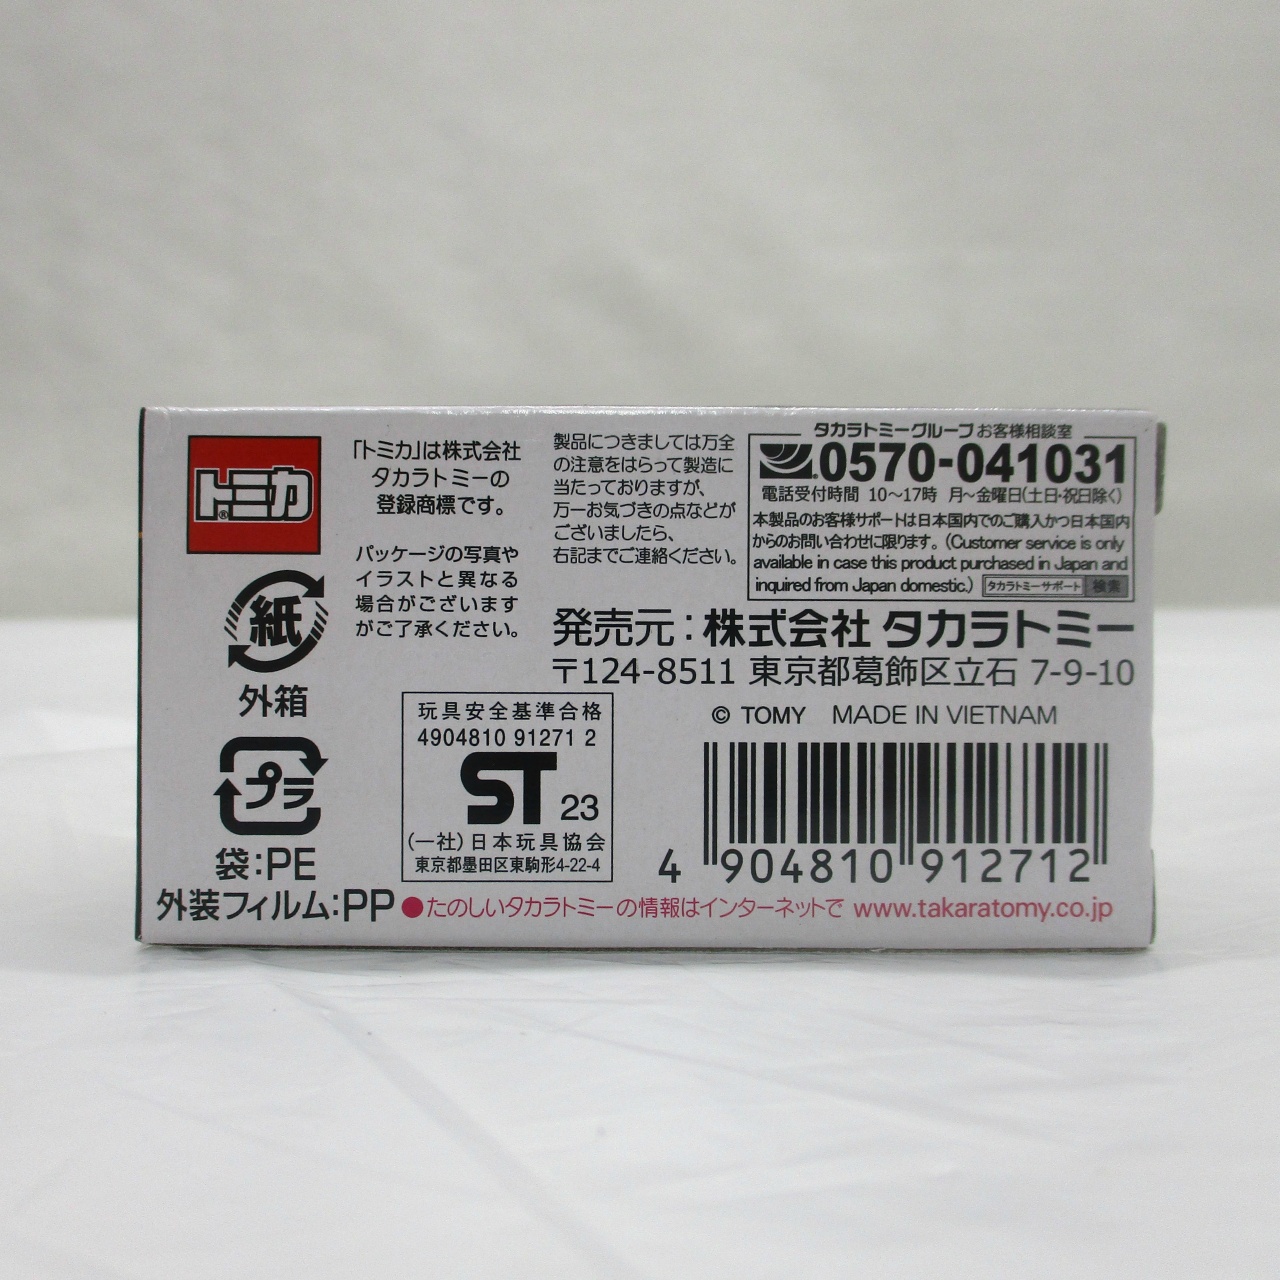 トミカ®
「トミカ」は株式会社
タカラトミーの
登録商標です。
パッケージの写真や
イラストと異なる
場合がございます
がご了承ください。
製品につきましては万全
の注意をはらって製造に
当たっておりますが、
万一お気づきの点などが
ございましたら、
右記までご連絡ください。
タカラトミーグループ お客様相談室
0570-041031
電話受付時間 10〜17時 月〜金曜日(土日・祝日除く)
本製品のお客様サポートは日本国内でのご購入かつ日本国内
からのお問い合わせに限ります。(Customer service is only
available in case this product purchased in Japan and
inquired from Japan domestic.) タカラトミーサポート 検索
発売元:株式会社 タカラトミー
〒124-8511 東京都葛飾区立石 7-9-10
© TOMY MADE IN VIETNAM
紙
外箱
プラ
袋:PE
外装フィルム:PP
玩具安全基準合格
4904810 91271 2
ST 23
(一社)日本玩具協会
東京都墨田区東駒形4-22-4
4 904810 912712
●たのしいタカラトミーの情報はインターネットで www.takaratomy.co.jp